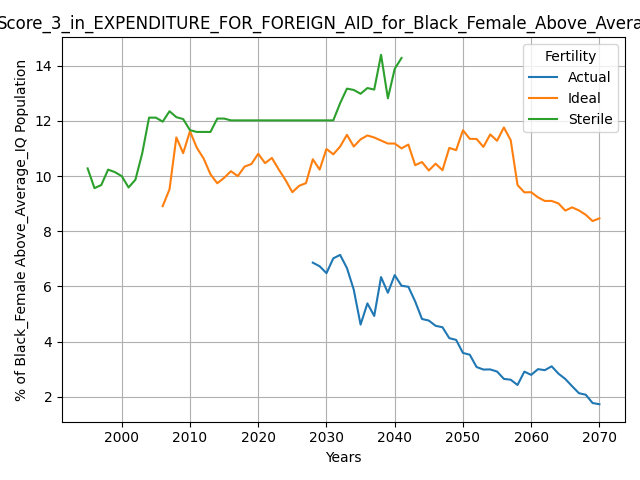 Score_3_in_EXPENDITURE_FOR_FOREIGN_AID_for_Black_Female_Above_Avera
Fertility
Actual
Ideal
Sterile
% of Black_Female Above_Average_IQ Population
14
12
10
8
6
4
2
2000 2010 2020 2030 2040 2050 2060 2070
Years